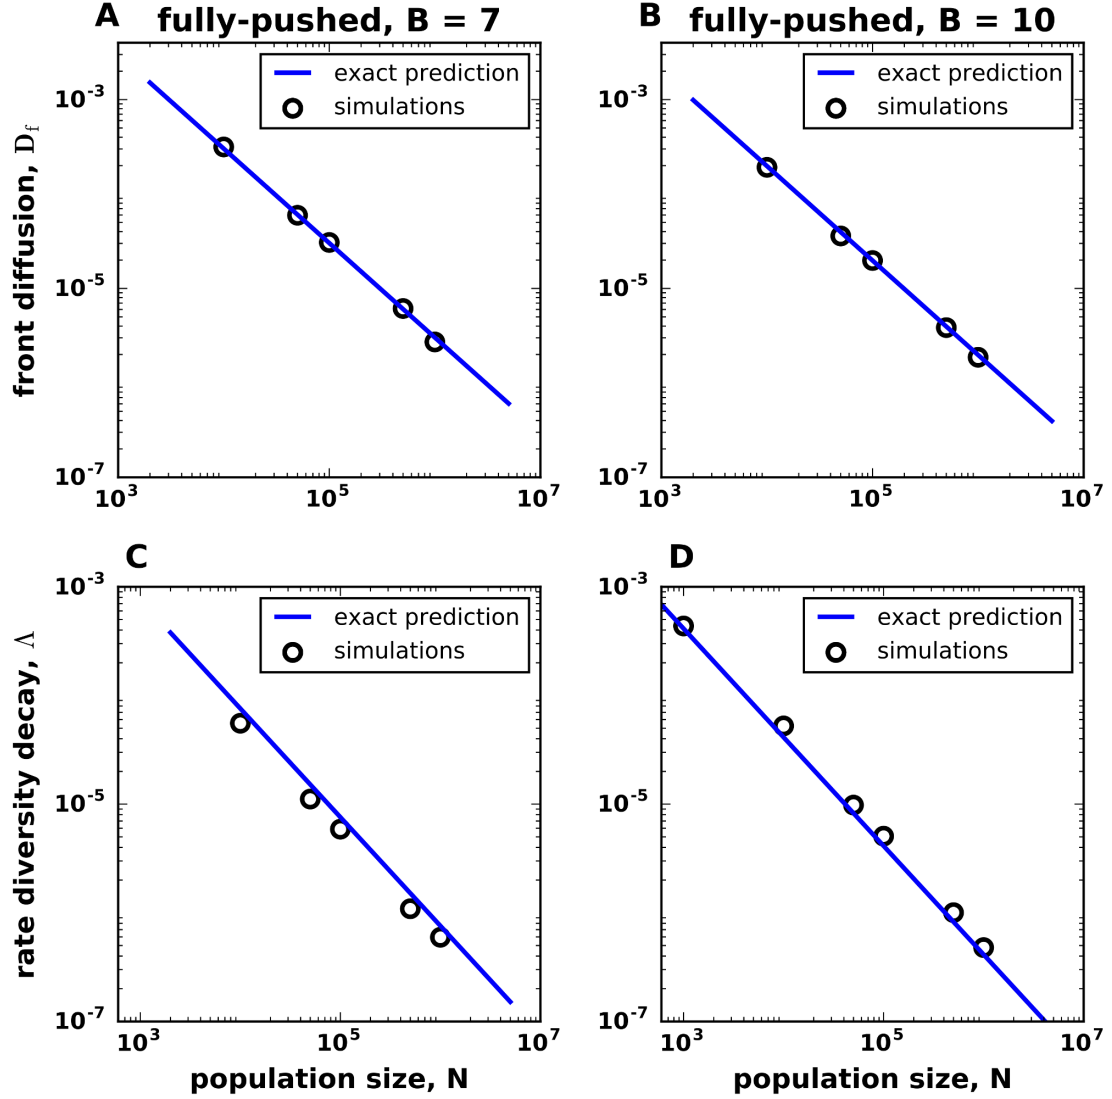 A fully-pushed, B = 7
B fully-pushed, B = 10
front diffusion, D_f
10^-3
10^-5
10^-7
10^3 10^5 10^7
exact prediction
simulations
10^-3
10^-5
10^-7
10^3 10^5 10^7
exact prediction
simulations
C
D
rate diversity decay, Λ
10^-3
10^-5
10^-7
10^3 10^5 10^7
exact prediction
simulations
population size, N
10^-3
10^-5
10^-7
10^3 10^5 10^7
exact prediction
simulations
population size, N